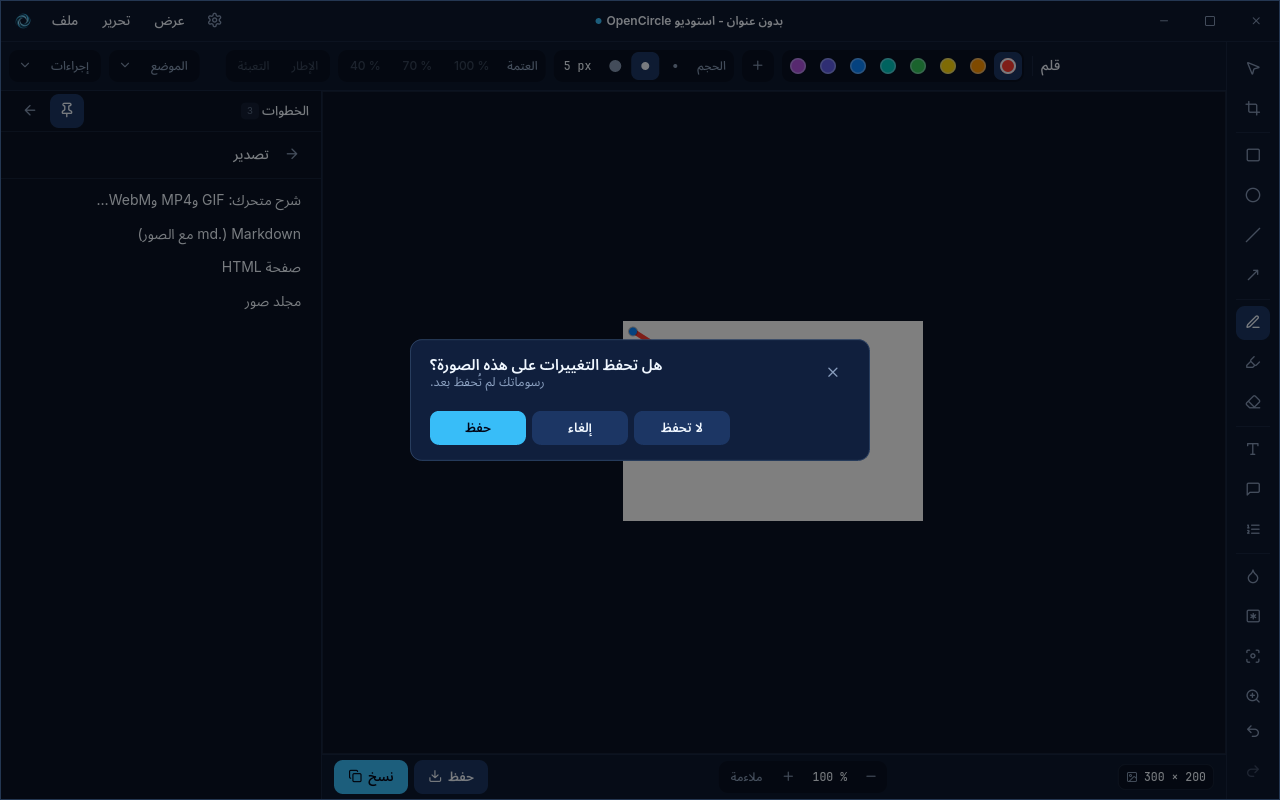 بدون عنوان - استوديو OpenCircle
ملف
تحرير
عرض
قلم
الحجم
5 px
العتمة
100 %
70 %
40 %
الإطار
التعبئة
الموضع
إجراءات
الخطوات
3
تصدير
شرح متحرك: GIF وMP4 وWebM...
Markdown (.md مع الصور)
صفحة HTML
مجلد صور
هل تحفظ التغييرات على هذه الصورة؟
رسوماتك لم تُحفظ بعد.
لا تحفظ
إلغاء
حفظ
300 × 200
100 %
ملاءمة
حفظ
نسخ